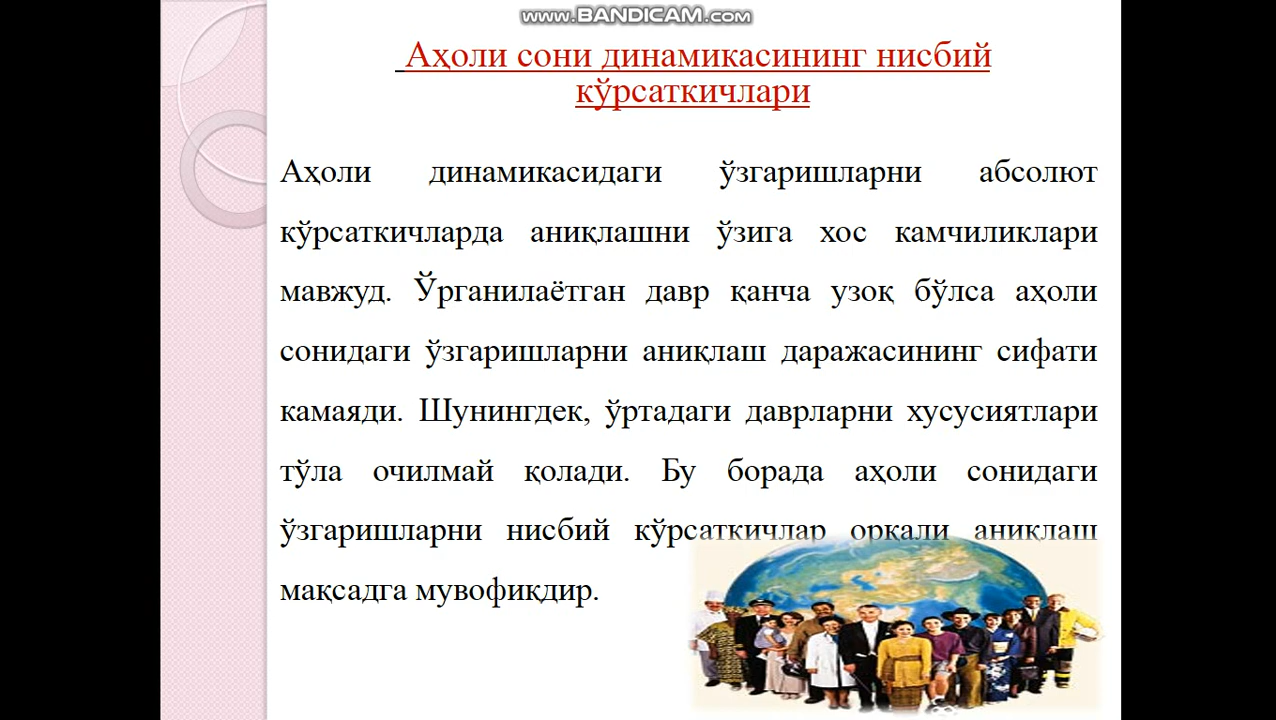 www.BANDICAM.com
Аҳоли сони динамикасининг нисбий
кўрсаткичлари
Аҳоли динамикасидаги ўзгаришларни абсолют
кўрсаткичларда аниқлашни ўзига хос камчиликлари
мавжуд. Ўрганилаётган давр қанча узоқ бўлса аҳоли
сонидаги ўзгаришларни аниқлаш даражасининг сифати
камаяди. Шунингдек, ўртадаги даврларни хусусиятлари
тўла очилмай қолади. Бу борада аҳоли сонидаги
ўзгаришларни нисбий кўрсаткичлар орқали аниқлаш
мақсадга мувофиқдир.